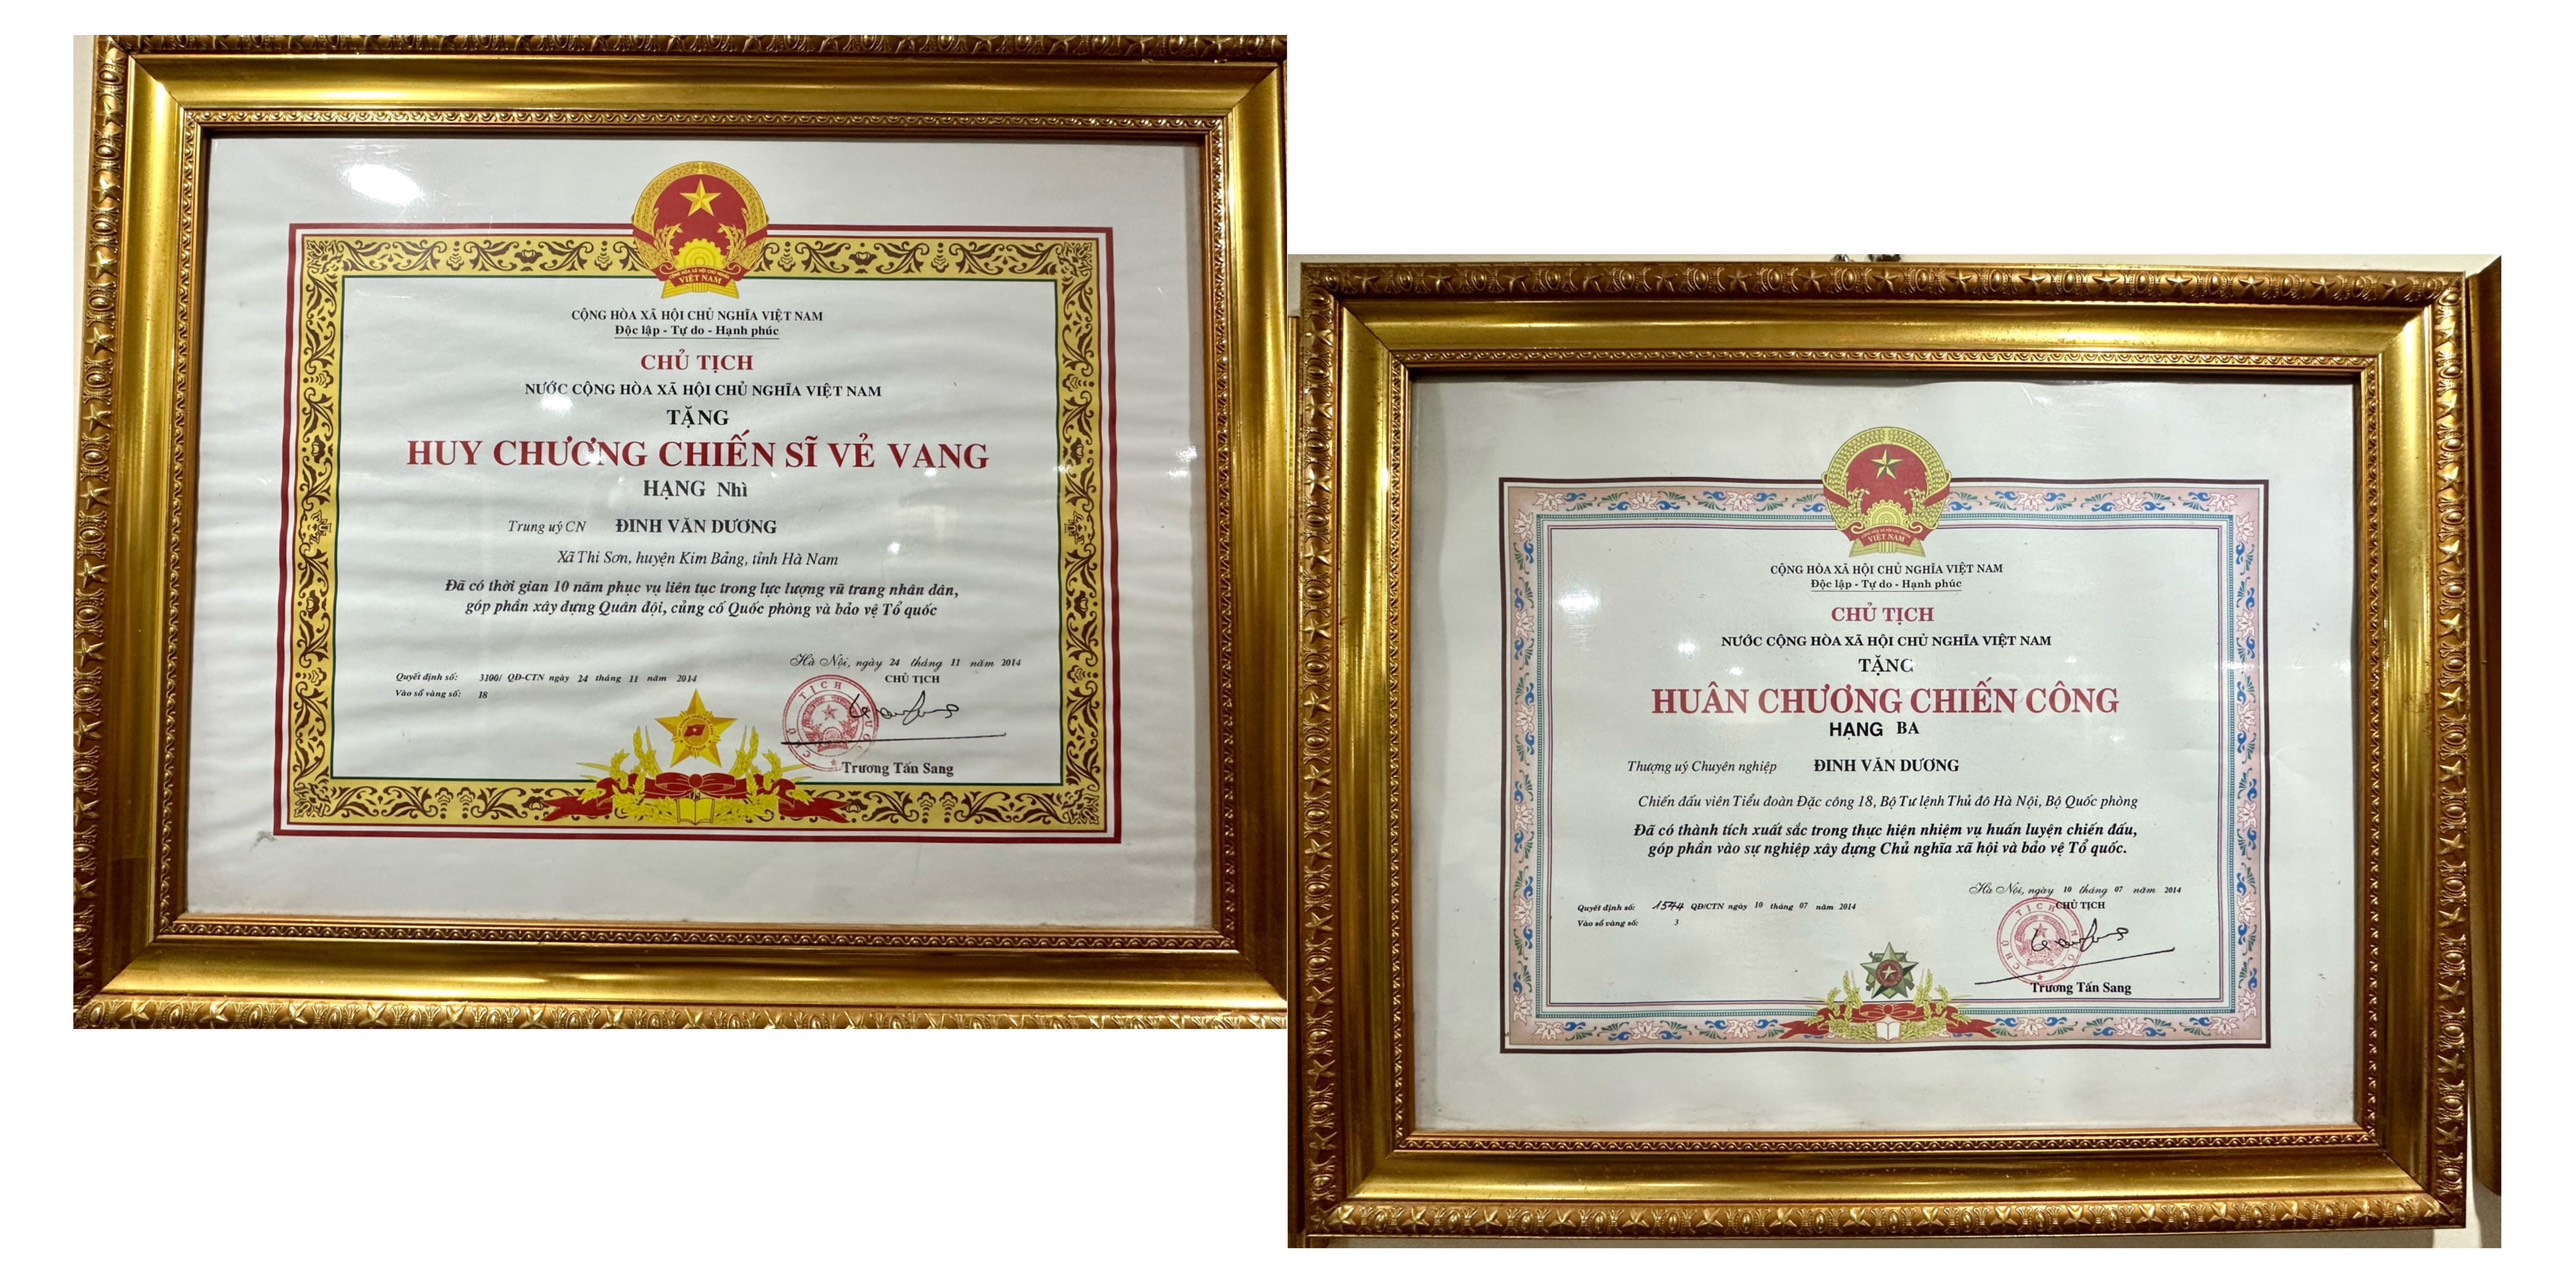 CỘNG HÒA XÃ HỘI CHỦ NGHĨA
VIỆT NAM
CỘNG HÒA XÃ HỘI CHỦ NGHĨA VIỆT NAM
Độc lập - Tự do - Hạnh phúc
CHỦ TỊCH
NƯỚC CỘNG HÒA XÃ HỘI CHỦ NGHĨA VIỆT NAM
TẶNG
HUY CHƯƠNG CHIẾN SĨ VẺ VANG
HẠNG Nhì
Trung uý CN ĐINH VĂN DƯƠNG
Xã Thi Sơn, huyện Kim Bảng, tỉnh Hà Nam
Đã có thời gian 10 năm phục vụ liên tục trong lực lượng vũ trang nhân dân,
góp phần xây dựng Quân đội, củng cố Quốc phòng và bảo vệ Tổ quốc
Hà Nội, ngày 24 tháng 11 năm 2014
CHỦ TỊCH
Quyết định số: 3100/ QĐ-CTN ngày 24 tháng 11 năm 2014
Vào sổ vàng số: 18
Trương Tấn Sang
VIỆT NAM
CỘNG HÒA XÃ HỘI CHỦ NGHĨA VIỆT NAM
Độc lập - Tự do - Hạnh phúc
CHỦ TỊCH
NƯỚC CỘNG HÒA XÃ HỘI CHỦ NGHĨA VIỆT NAM
TẶNG
HUÂN CHƯƠNG CHIẾN CÔNG
HẠNG BA
Thượng uý Chuyên nghiệp ĐINH VĂN DƯƠNG
Chiến đấu viên Tiểu đoàn Đặc công 18, Bộ Tư lệnh Thủ đô Hà Nội, Bộ Quốc phòng
Đã có thành tích xuất sắc trong thực hiện nhiệm vụ huấn luyện chiến đấu,
góp phần vào sự nghiệp xây dựng Chủ nghĩa xã hội và bảo vệ Tổ quốc.
Hà Nội, ngày 10 tháng 07 năm 2014
CHỦ TỊCH
Quyết định số: 1544 QĐ/CTN ngày 10 tháng 07 năm 2014
Vào sổ vàng số: 3
Trương Tấn Sang